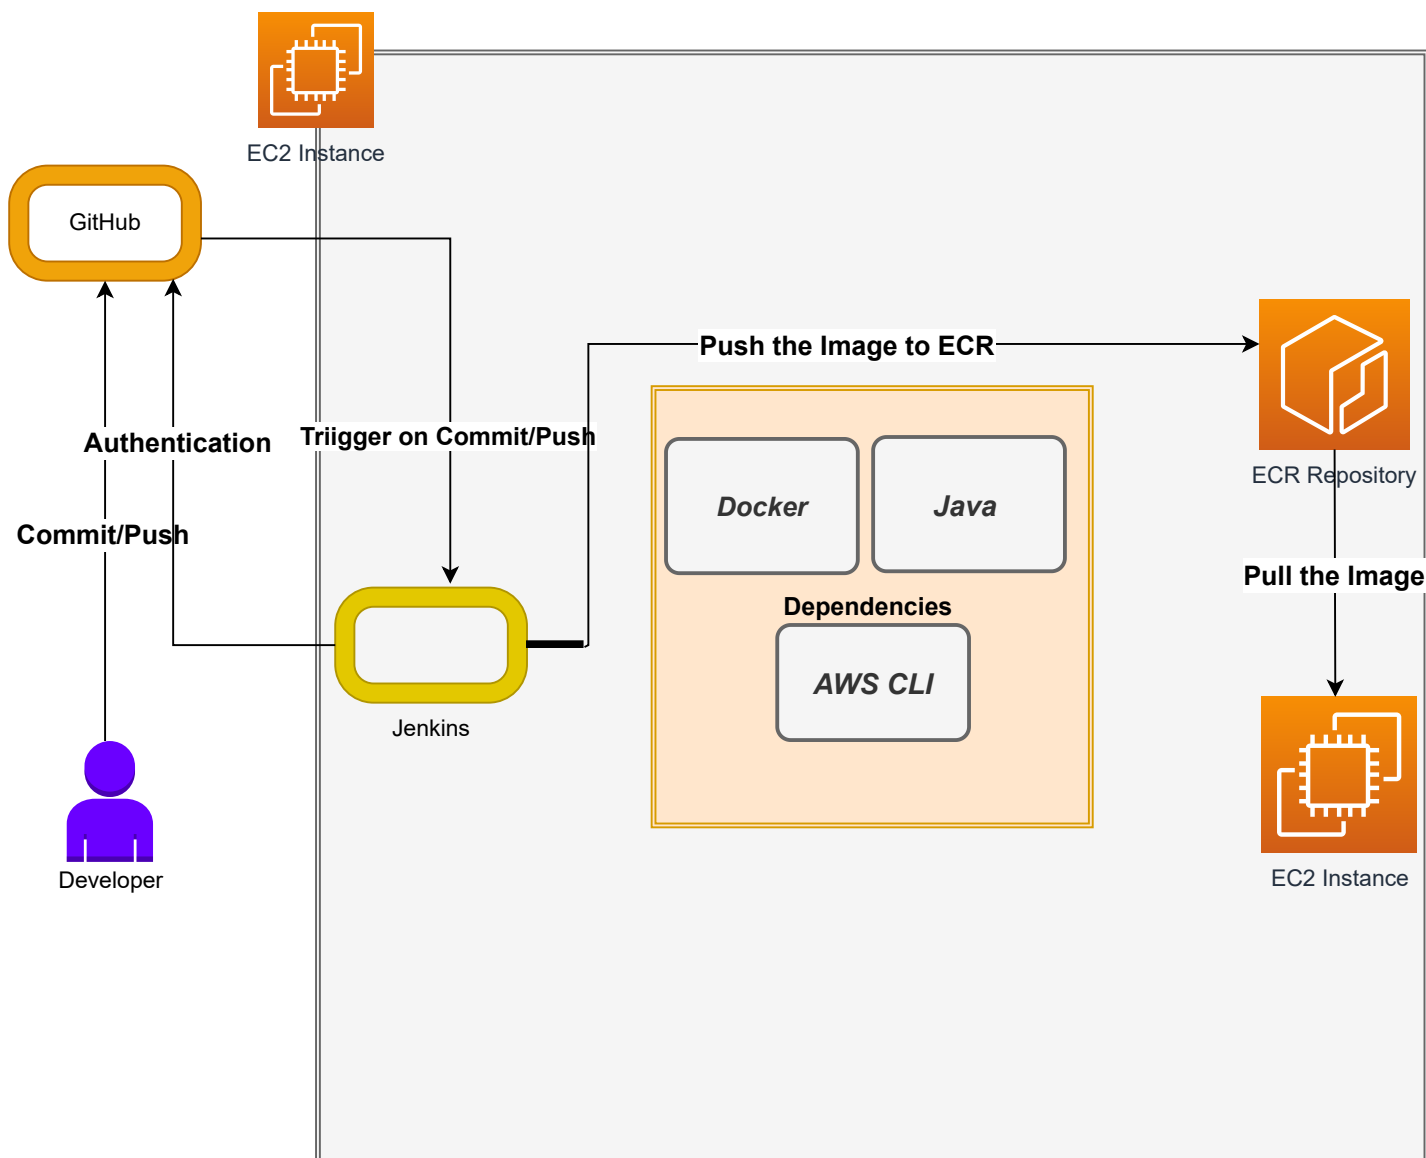 EC2 Instance
GitHub
Push the Image to ECR
Authentication
Triigger on Commit/Push
ECR Repository
Docker
Java
Commit/Push
Pull the Image
Dependencies
AWS CLI
Jenkins
Developer
EC2 Instance